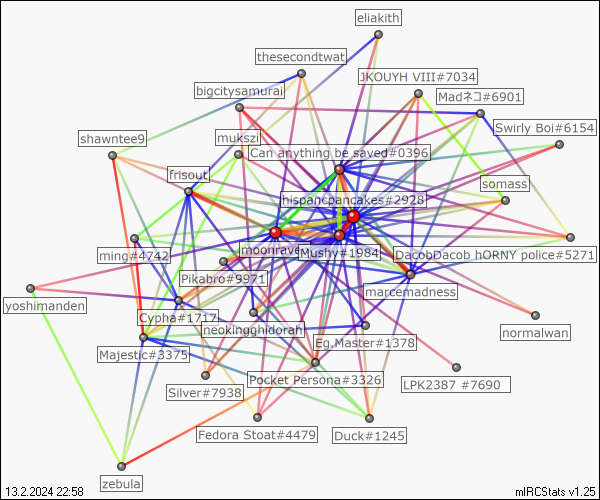 eliakith
thesecondtwat
JKOUYH VIII#7034
bigcitysamurai
Madネコ#6901
Swirly Boi#6154
shawntee9
mukszi
Can anything be saved#0396
frisout
somass
hispancpancakes#2928
moonrave
Mushy#1984
DacobDacob hORNY police#5271
ming#4742
Pikabro#9971
marcemadness
yoshimanden
Cypha#1717
neokingghidorah
normalwan
Eg,Master#1378
Majestic#3375
Pocket Persona#3326
LPK2387 #7690
Silver#7938
Fedora Stoat#4479
Duck#1245
zebula
13.2.2024 22:58
mIRCStats v1.25